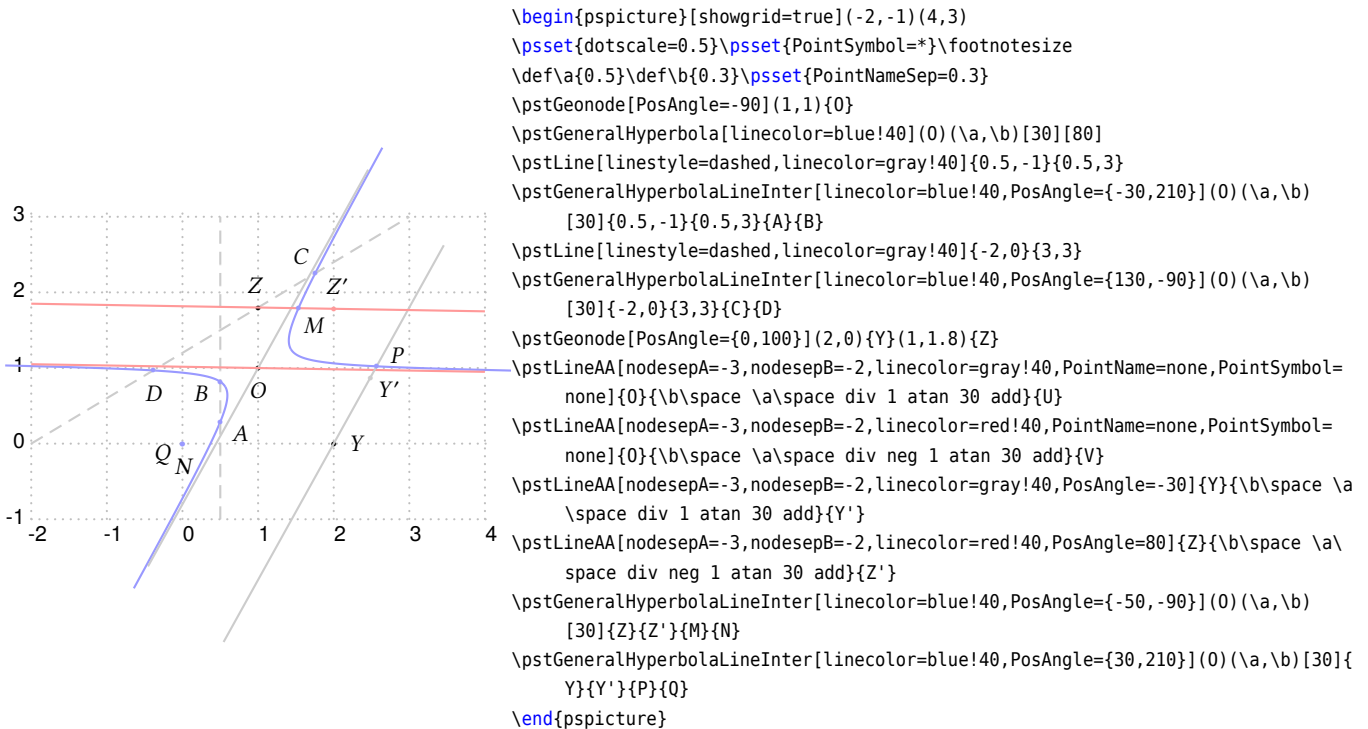 \begin{pspicture}[showgrid=true](-2,-1)(4,3)
\psset{dotscale=0.5}\psset{PointSymbol=*}\footnotesize
\def\a{0.5}\def\b{0.3}\psset{PointNameSep=0.3}
\pstGeonode[PosAngle=-90](1,1){O}
\pstGeneralHyperbola[linecolor=blue!40](O)(\a,\b)[30][80]
\pstLine[linestyle=dashed,linecolor=gray!40]{0.5,-1}{0.5,3}
\pstGeneralHyperbolaLineInter[linecolor=blue!40,PosAngle={-30,210}](O)(\a,\b)
[30]{0.5,-1}{0.5,3}{A}{B}
\pstLine[linestyle=dashed,linecolor=gray!40]{-2,0}{3,3}
\pstGeneralHyperbolaLineInter[linecolor=blue!40,PosAngle={130,-90}](O)(\a,\b)
[30]{-2,0}{3,3}{C}{D}
\pstGeonode[PosAngle={0,100}](2,0){Y}(1,1.8){Z}
\pstLineAA[nodesepA=-3,nodesepB=-2,linecolor=gray!40,PointName=none,PointSymbol=
none]{O}{\b\space \a\space div 1 atan 30 add}{U}
\pstLineAA[nodesepA=-3,nodesepB=-2,linecolor=red!40,PointName=none,PointSymbol=
none]{O}{\b\space \a\space div neg 1 atan 30 add}{V}
\pstLineAA[nodesepA=-3,nodesepB=-2,linecolor=gray!40,PosAngle=-30]{Y}{\b\space \a
\space div 1 atan 30 add}{Y'}
\pstLineAA[nodesepA=-3,nodesepB=-2,linecolor=red!40,PosAngle=80]{Z}{\b\space \a\
space div neg 1 atan 30 add}{Z'}
\pstGeneralHyperbolaLineInter[linecolor=blue!40,PosAngle={-50,-90}](O)(\a,\b)
[30]{Z}{Z'}{M}{N}
\pstGeneralHyperbolaLineInter[linecolor=blue!40,PosAngle={30,210}](O)(\a,\b)[30]{
Y}{Y'}{P}{Q}
\end{pspicture}
3
C
2
Z Z′
M
P
1
D B O Y′
A
0
Q N Y
-1
-2 -1 0 1 2 3 4